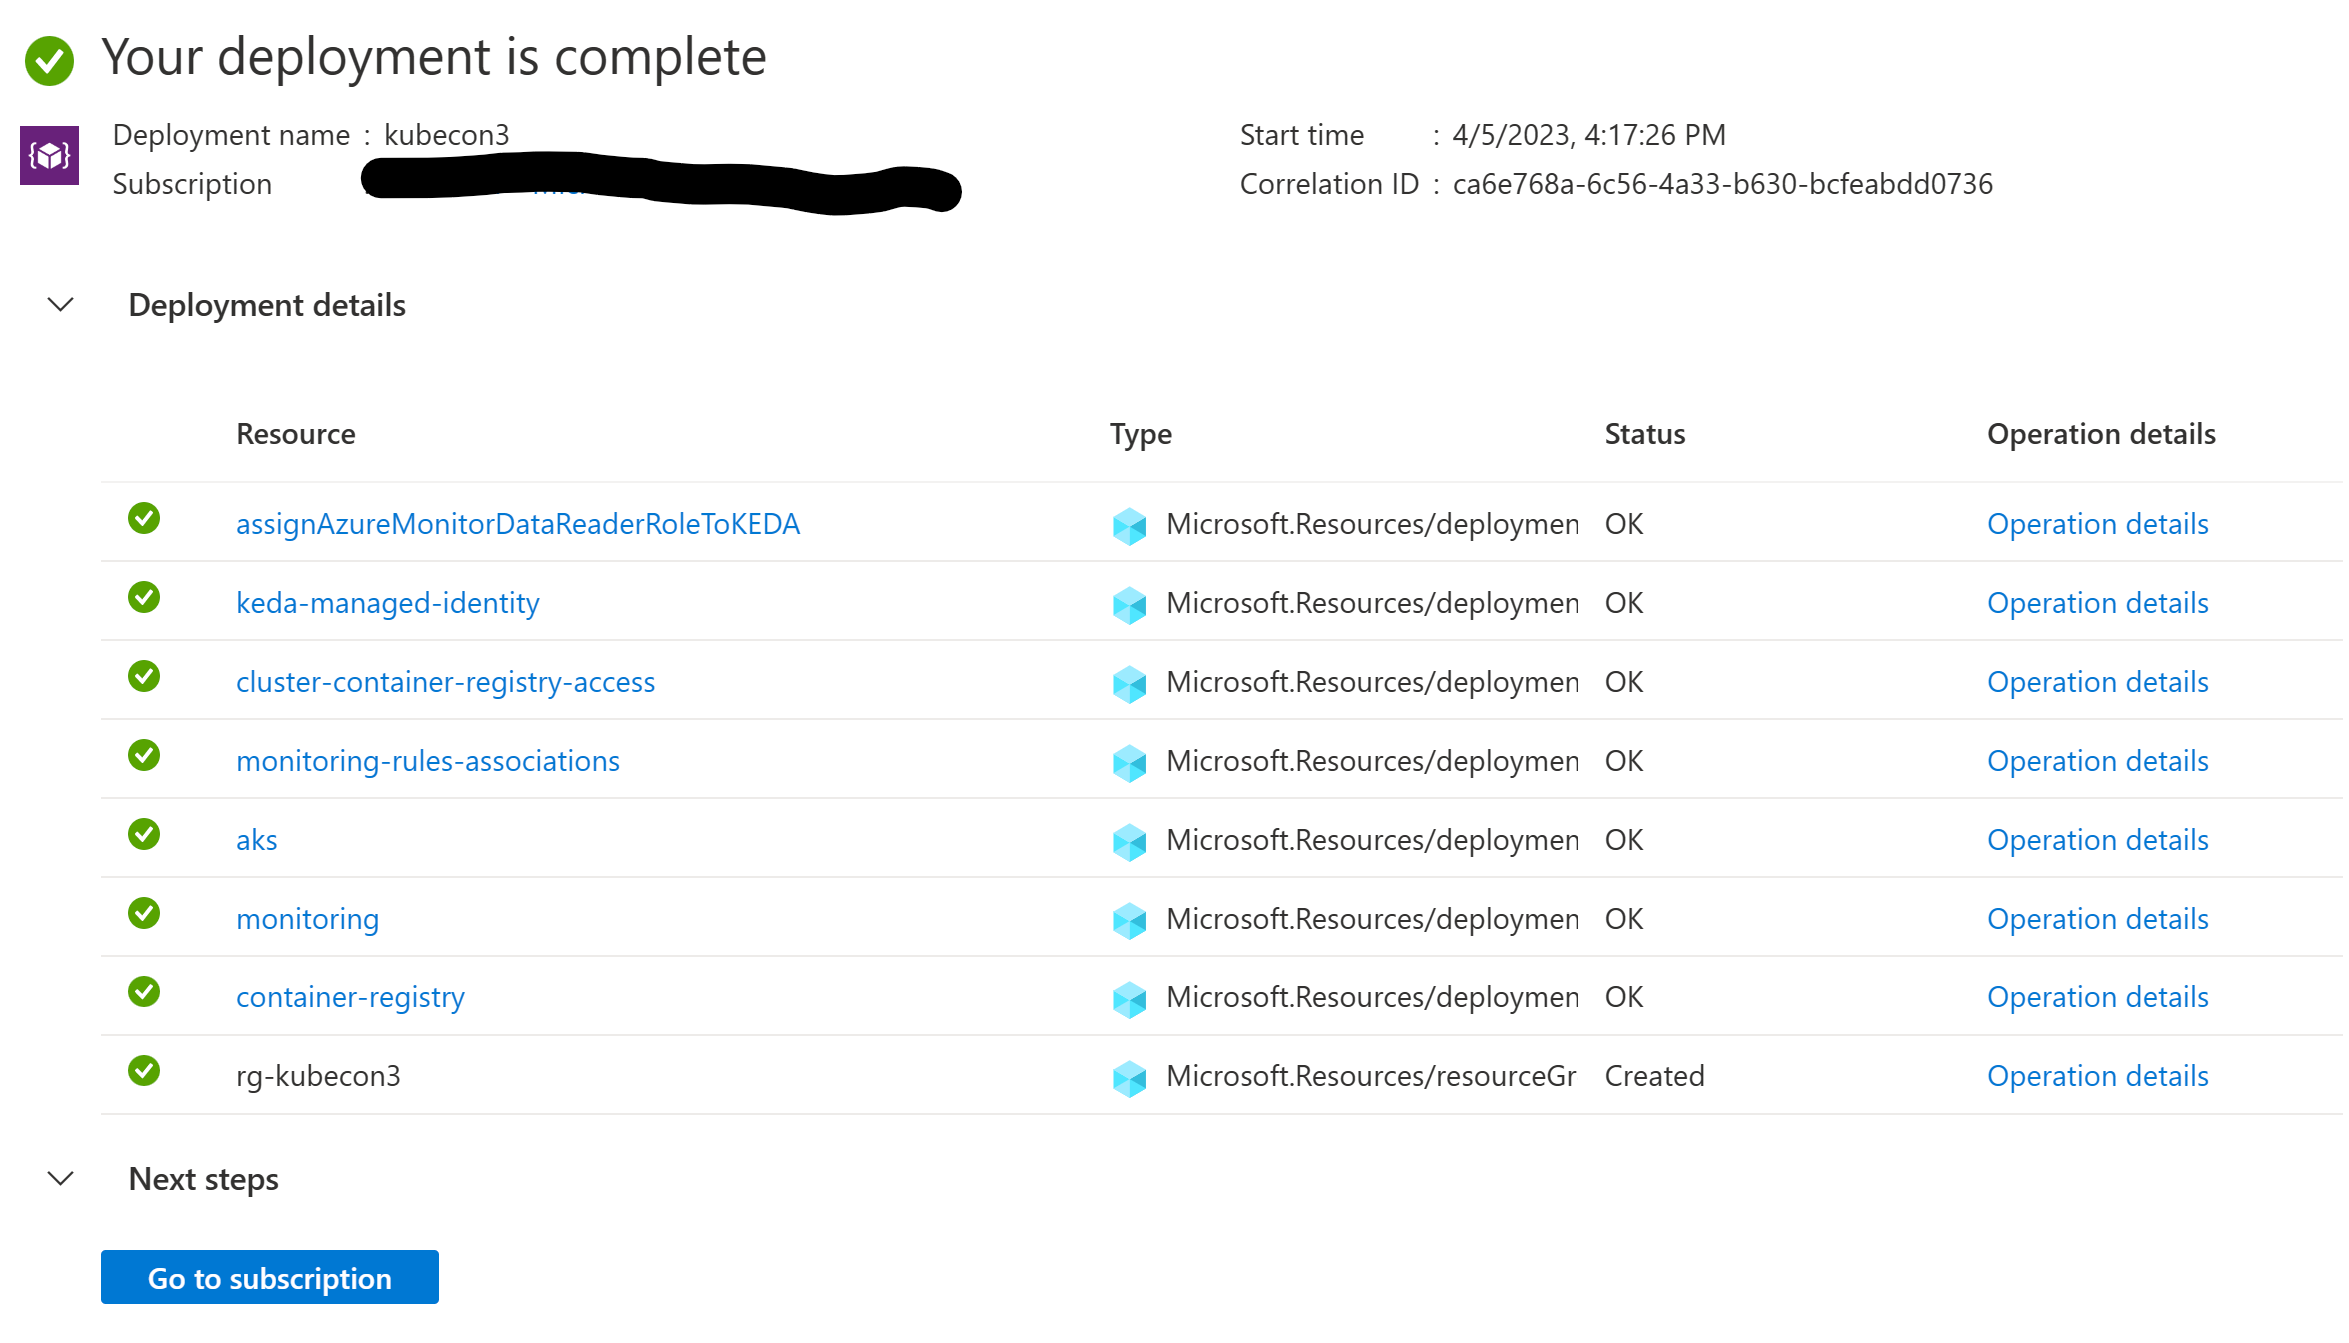 Your deployment is complete
Deployment name : kubecon3
Start time : 4/5/2023, 4:17:26 PM
Subscription
Correlation ID : ca6e768a-6c56-4a33-b630-bcfeabdd0736
Deployment details
Resource Type Status Operation details
assignAzureMonitorDataReaderRoleToKEDA Microsoft.Resources/deploymen OK Operation details
keda-managed-identity Microsoft.Resources/deploymen OK Operation details
cluster-container-registry-access Microsoft.Resources/deploymen OK Operation details
monitoring-rules-associations Microsoft.Resources/deploymen OK Operation details
aks Microsoft.Resources/deploymen OK Operation details
monitoring Microsoft.Resources/deploymen OK Operation details
container-registry Microsoft.Resources/deploymen OK Operation details
rg-kubecon3 Microsoft.Resources/resourceGr Created Operation details
Next steps
Go to subscription